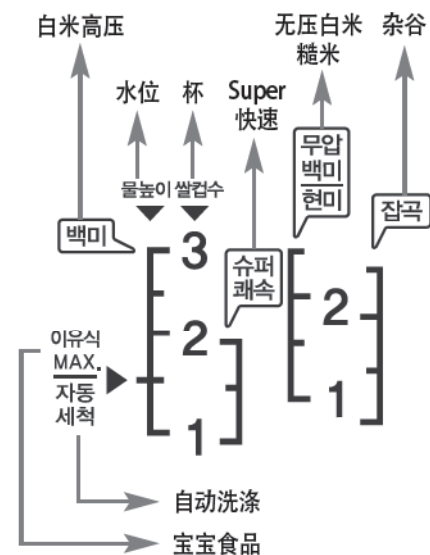 白米高压
水位
杯
Super
快速
无压白米
糙米
杂谷
물높이
쌀컵수
무압
백미
현미
잡곡
백미
슈퍼
쾌속
3
2
1
2
1
이유식
MAX.
자동
세척
自动洗涤
宝宝食品